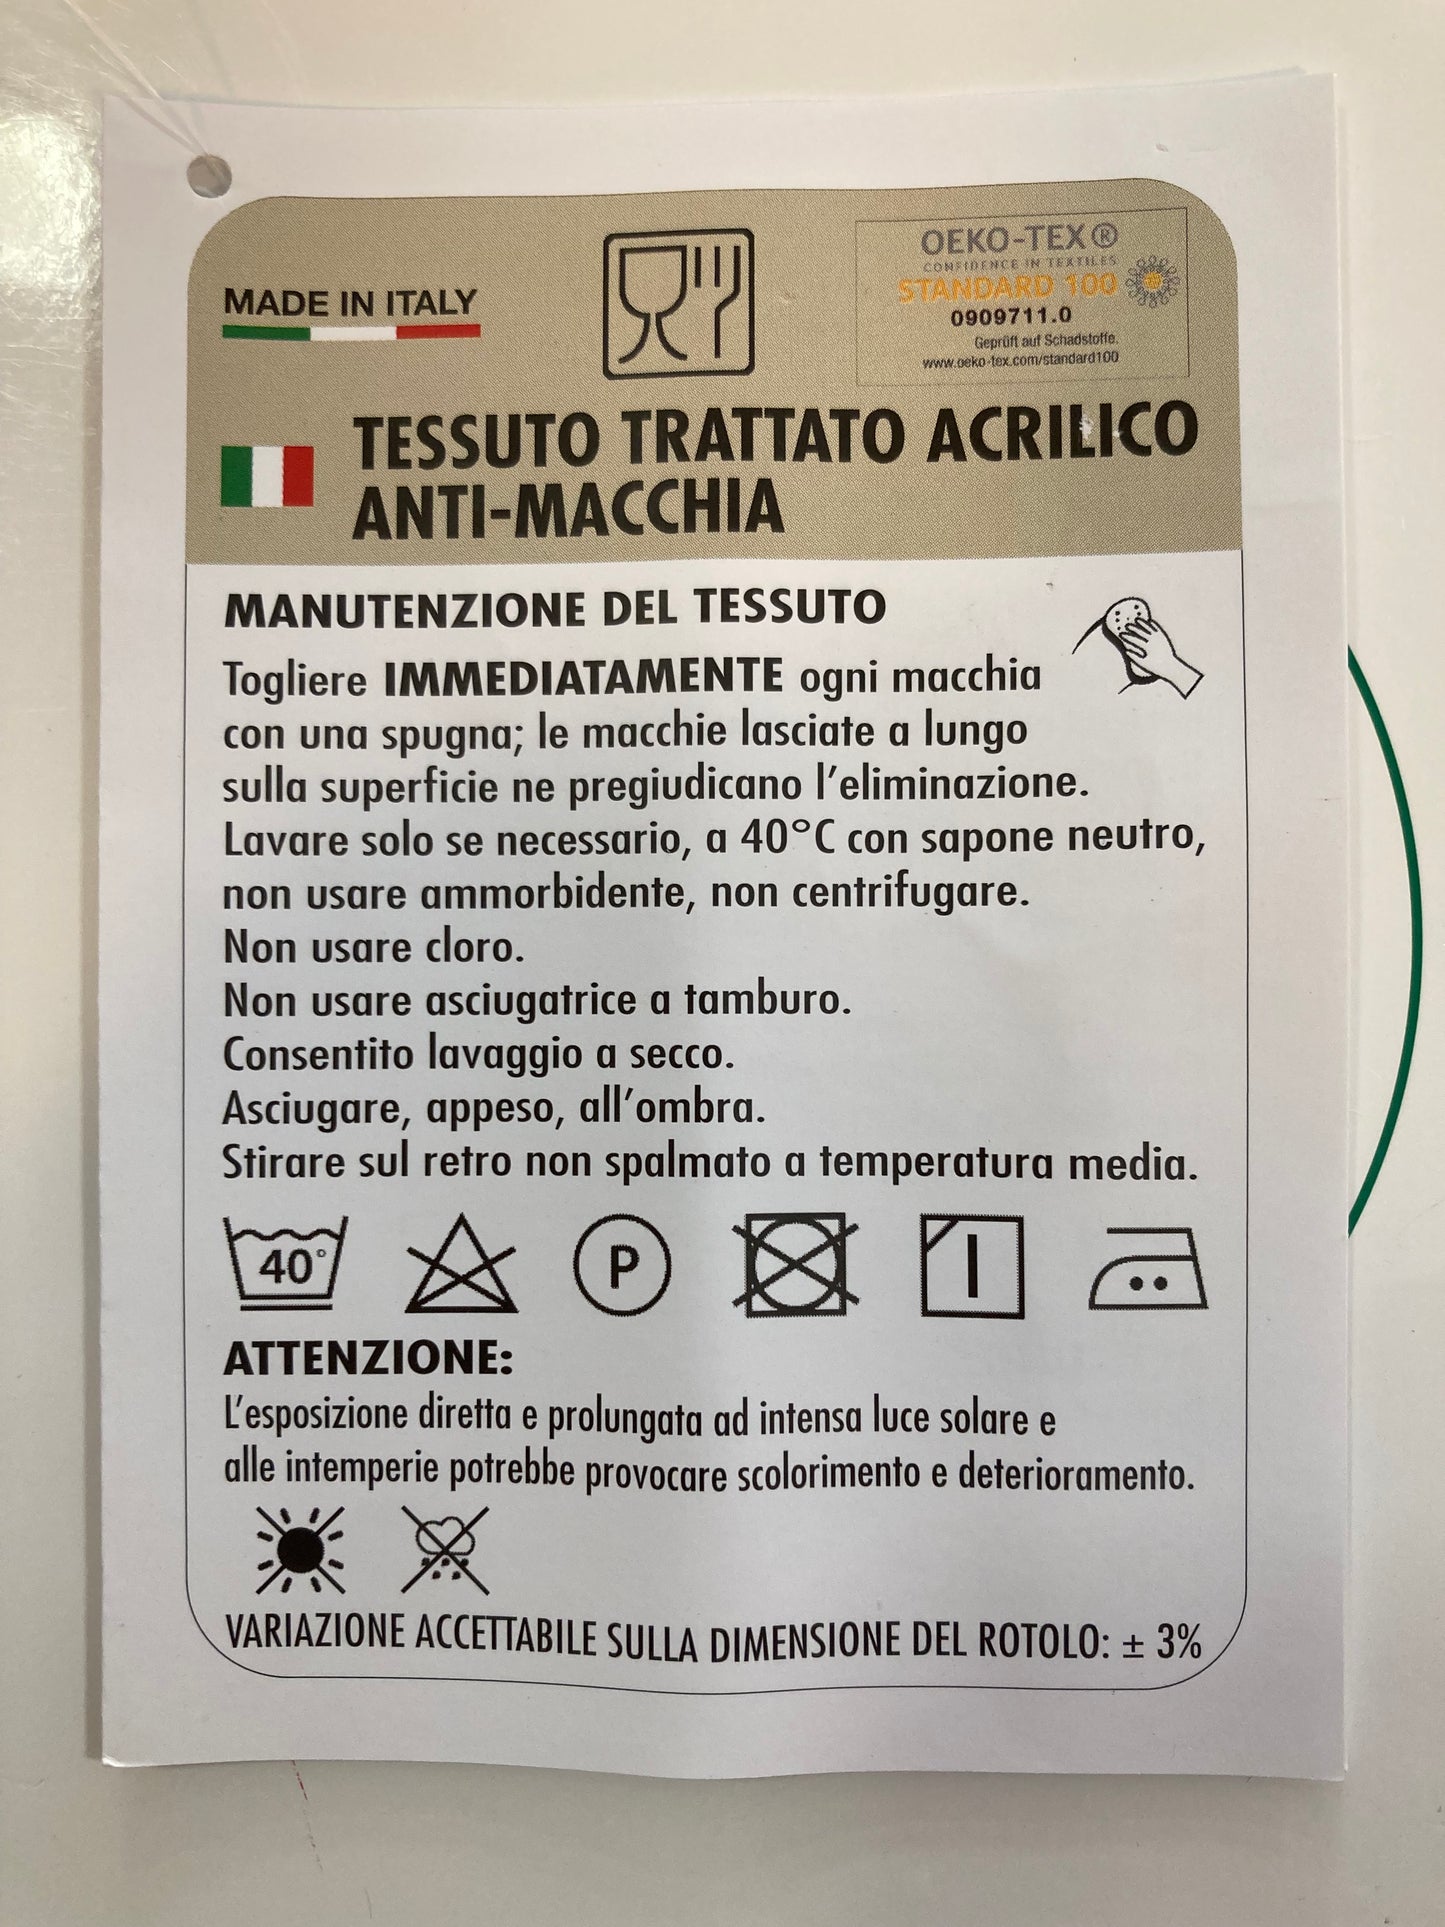 MADE IN ITALY
OEKO-TEX®
CONFIDENCE IN TEXTILES
STANDARD 100
0909711.0
Geprüft auf Schadstoffe.
www.oeko-tex.com/standard100
TESSUTO TRATTATO ACRILICO
ANTI-MACCHIA
MANUTENZIONE DEL TESSUTO
Togliere IMMEDIATAMENTE ogni macchia
con una spugna; le macchie lasciate a lungo
sulla superficie ne pregiudicano l'eliminazione.
Lavare solo se necessario, a 40°C con sapone neutro,
non usare ammorbidente, non centrifugare.
Non usare cloro.
Non usare asciugatrice a tamburo.
Consentito lavaggio a secco.
Asciugare, appeso, all'ombra.
Stirare sul retro non spalmato a temperatura media.
40° P
ATTENZIONE:
L'esposizione diretta e prolungata ad intensa luce solare e
alle intemperie potrebbe provocare scolorimento e deterioramento.
VARIAZIONE ACCETTABILE SULLA DIMENSIONE DEL ROTOLO: ± 3%